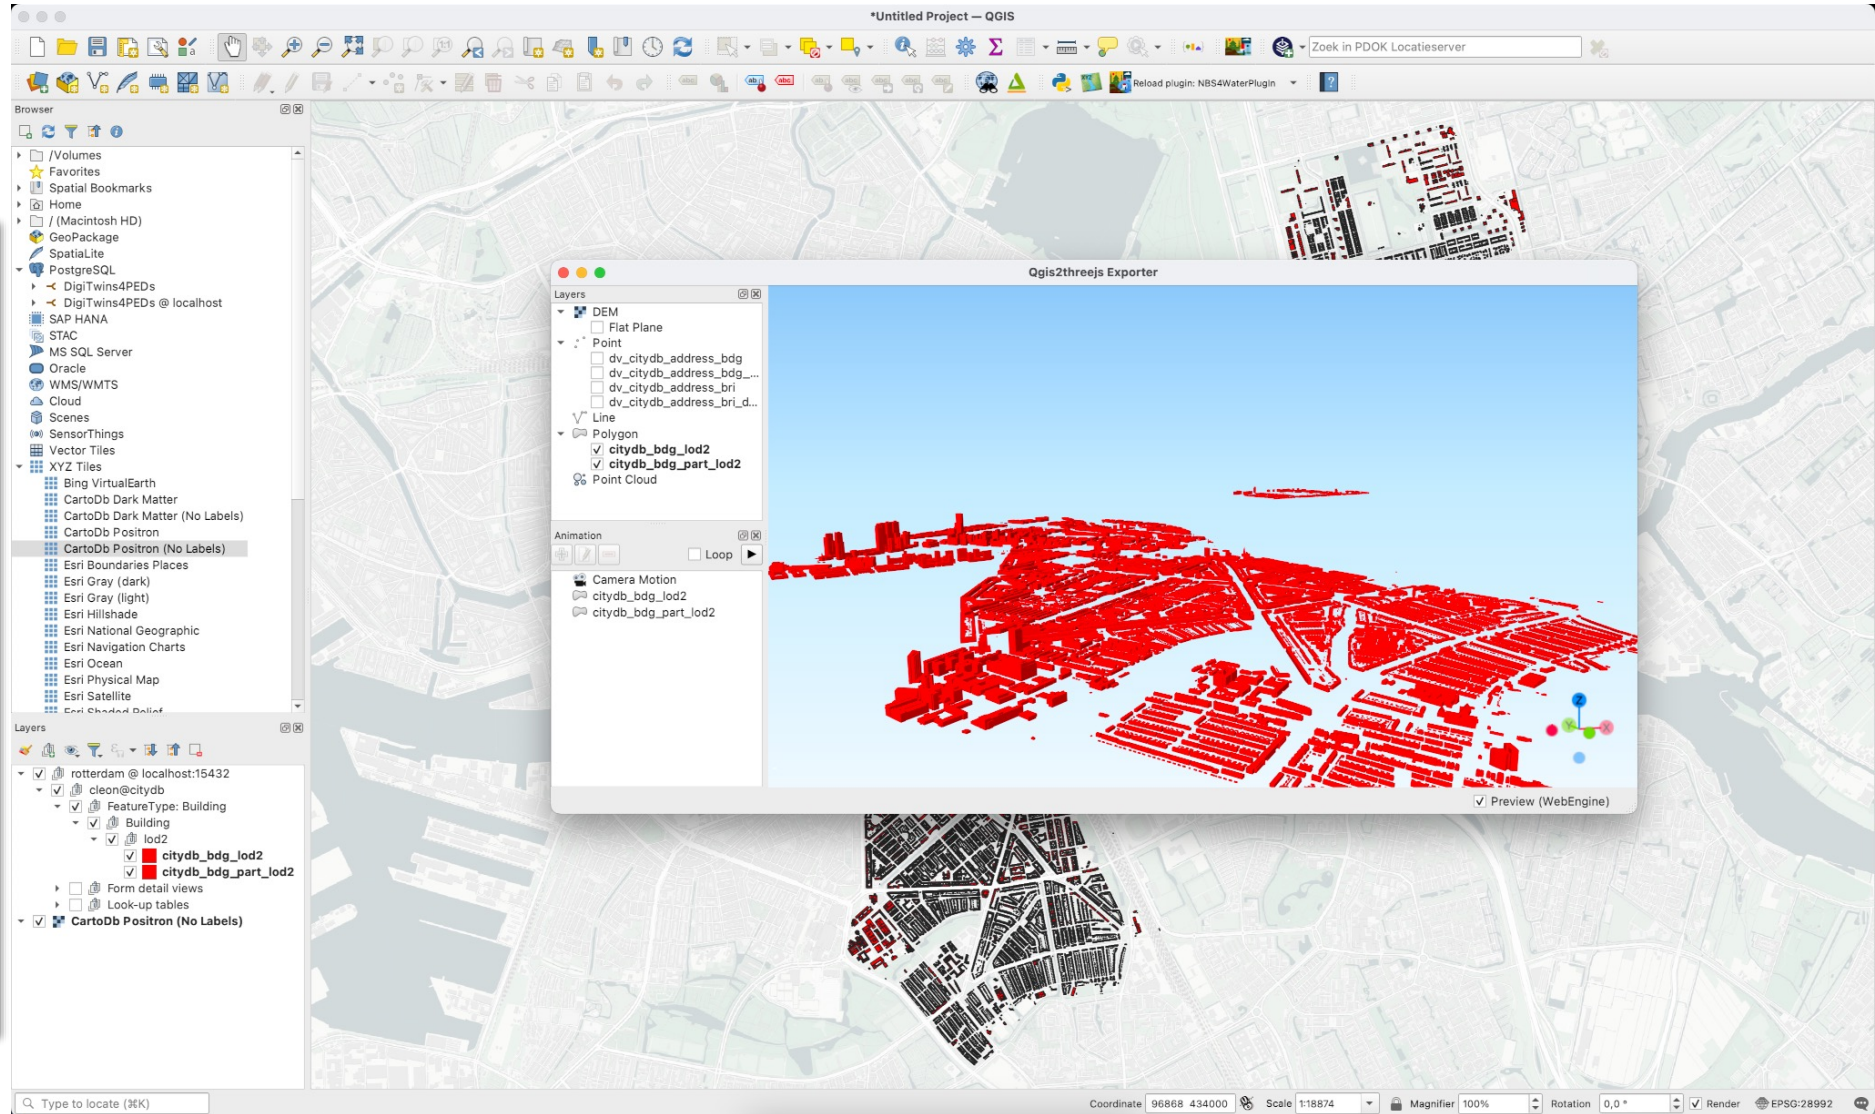 *Untitled Project — QGIS
Zoek in PDOK Locatieserver
Reload plugin: NBS4WaterPlugin
Browser
/Volumes
Favorites
Spatial Bookmarks
Home
/ (Macintosh HD)
GeoPackage
SpatiaLite
PostgreSQL
DigiTwins4PEDs
DigiTwins4PEDs @ localhost
SAP HANA
STAC
MS SQL Server
Oracle
WMS/WMTS
Cloud
Scenes
SensorThings
Vector Tiles
XYZ Tiles
Bing VirtualEarth
CartoDb Dark Matter
CartoDb Dark Matter (No Labels)
CartoDb Positron
CartoDb Positron (No Labels)
Esri Boundaries Places
Esri Gray (dark)
Esri Gray (light)
Esri Hillshade
Esri National Geographic
Esri Navigation Charts
Esri Ocean
Esri Physical Map
Esri Satellite
Esri Shaded Relief
Layers
rotterdam @ localhost:15432
cleon@citydb
FeatureType: Building
Building
lod2
citydb_bdg_lod2
citydb_bdg_part_lod2
Form detail views
Look-up tables
CartoDb Positron (No Labels)
Qgis2threejs Exporter
Layers
DEM
Flat Plane
Point
dv_citydb_address_bdg
dv_citydb_address_bdg_...
dv_citydb_address_bri
dv_citydb_address_bri_d...
Line
Polygon
citydb_bdg_lod2
citydb_bdg_part_lod2
Point Cloud
Animation
Loop
Camera Motion
citydb_bdg_lod2
citydb_bdg_part_lod2
Z
Y
X
Preview (WebEngine)
Type to locate (⌘K)
Coordinate 96868 434000
Scale 1:18874
Magnifier 100%
Rotation 0,0 °
Render
EPSG:28992